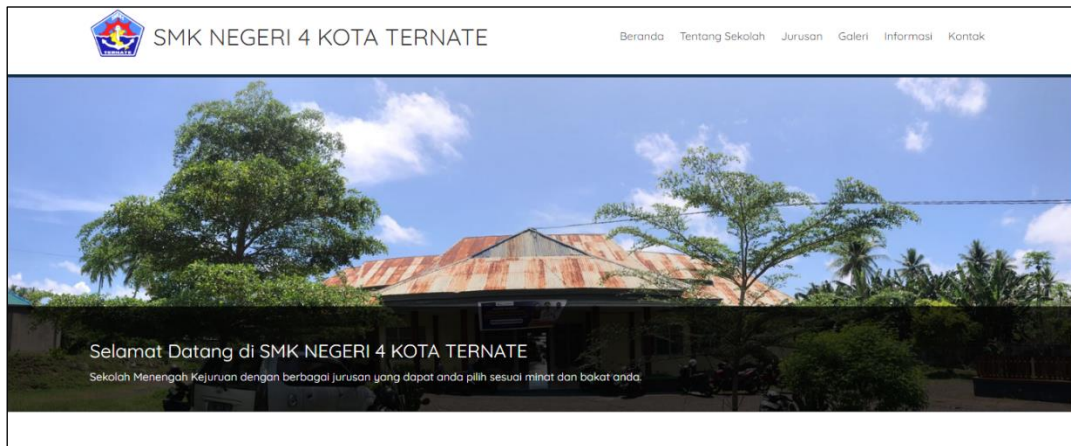 SMK NEGERI 4 KOTA TERNATE
Beranda Tentang Sekolah Jurusan Galeri Informasi Kontak
Selamat Datang di SMK NEGERI 4 KOTA TERNATE
Sekolah Menengah Kejuruan dengan berbagai jurusan yang dapat anda pilih sesuai minat dan bakat anda.
TERNATE